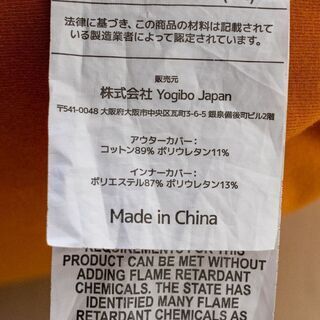 法律に基づき、この商品の材料は記載されて
いる製造業者によって認定されています。
販売元
株式会社 Yogibo Japan
〒541-0048 大阪府大阪市中央区瓦町3-6-5 銀泉備後町ビル2階
アウターカバー：
コットン89% ポリウレタン11%
インナーカバー：
ポリエステル87% ポリウレタン13%
Made in China
REQUIREMENTS FOR THIS
PRODUCT CAN BE MET WITHOUT
ADDING FLAME RETARDANT
CHEMICALS. THE STATE HAS
IDENTIFIED MANY FLAME
RETARDANT CHEMICALS AS